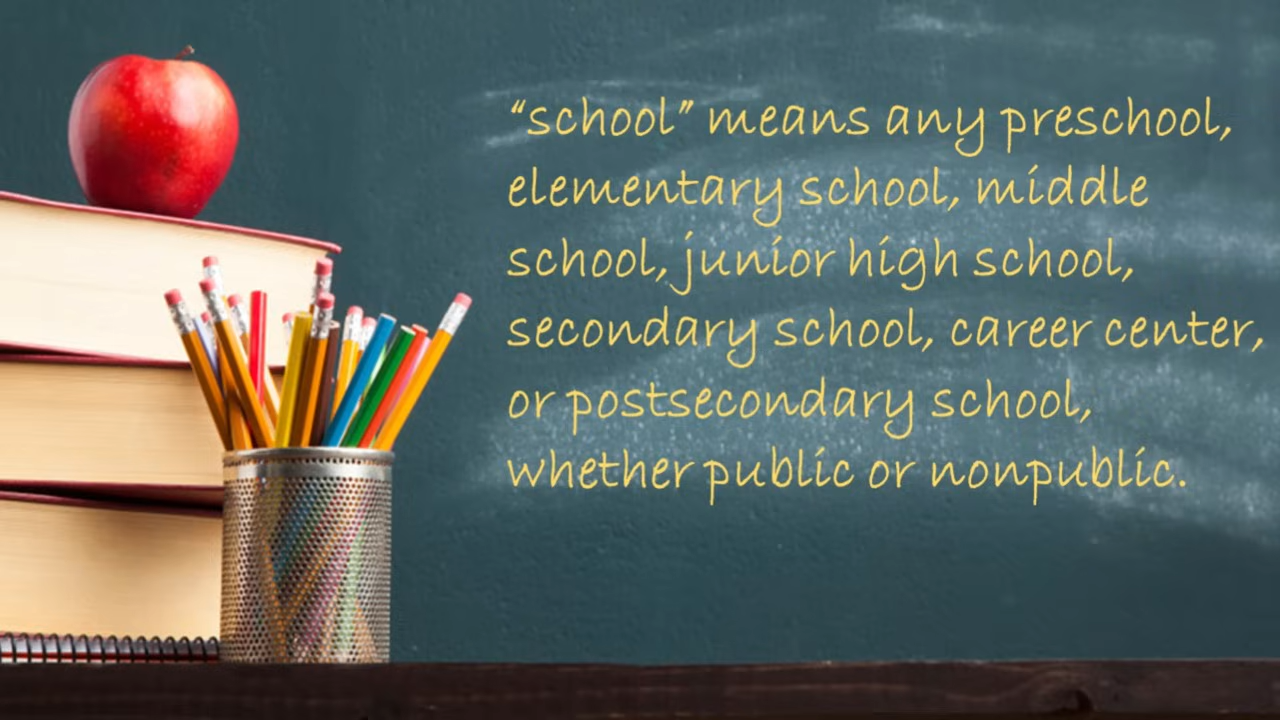 “school” means any preschool,
elementary school, middle
school, junior high school,
secondary school, career center,
or postsecondary school,
whether public or nonpublic.